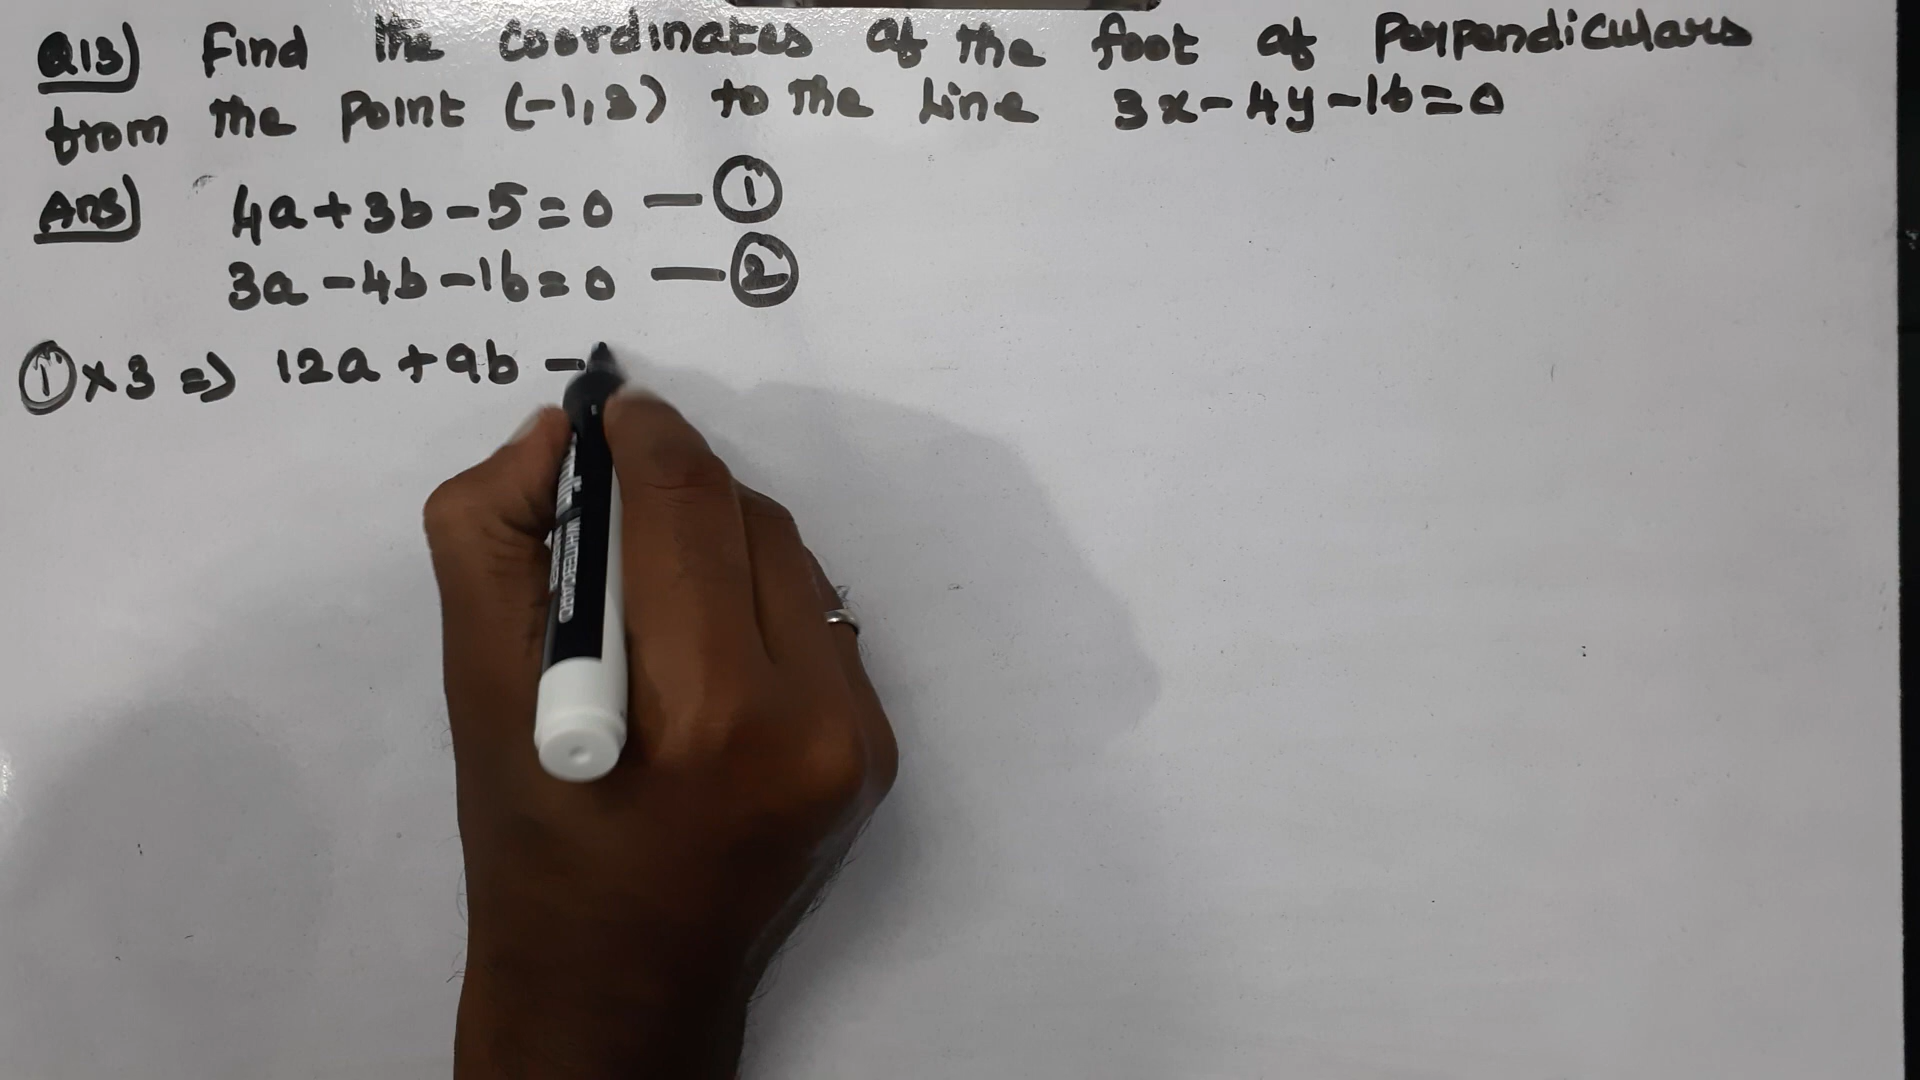 Q13) Find the coordinates of the foot of Perpendiculars
from the Point (-1,3) to the Line 3x-4y-16=0
Ans) 4a+3b-5=0 — ①
3a-4b-16=0 — ②
①×3 => 12a+9b-
WHITEBOARD